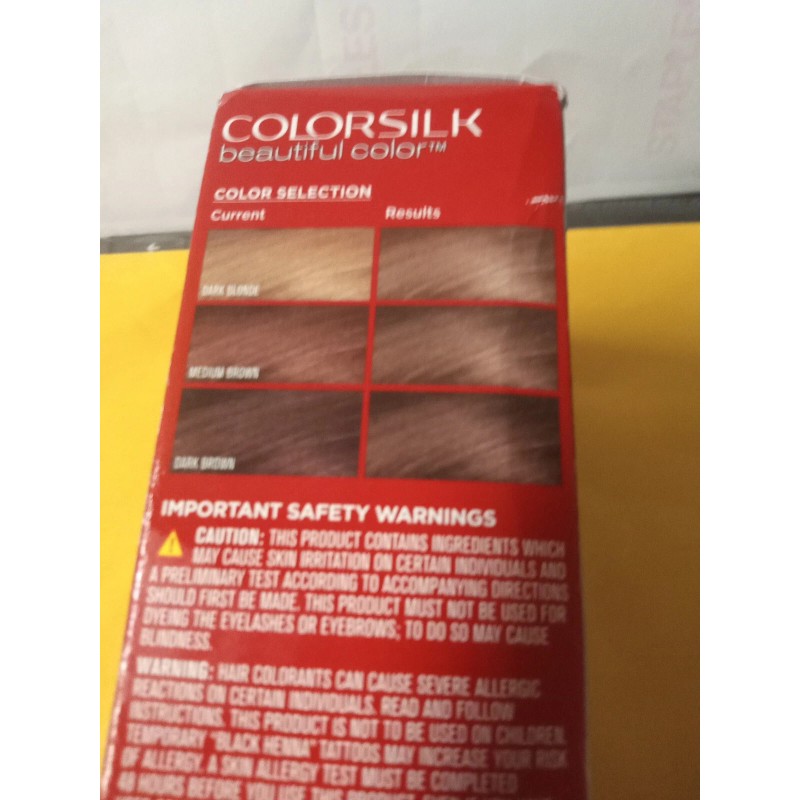 COLORSILK
beautiful color™
COLOR SELECTION
Current Results
DARK BLONDE
MEDIUM BROWN
DARK BROWN
IMPORTANT SAFETY WARNINGS
CAUTION: THIS PRODUCT CONTAINS INGREDIENTS WHICH
MAY CAUSE SKIN IRRITATION ON CERTAIN INDIVIDUALS AND
A PRELIMINARY TEST ACCORDING TO ACCOMPANYING DIRECTIONS
SHOULD FIRST BE MADE. THIS PRODUCT MUST NOT BE USED FOR
DYEING THE EYELASHES OR EYEBROWS; TO DO SO MAY CAUSE
BLINDNESS.
WARNING: HAIR COLORANTS CAN CAUSE SEVERE ALLERGIC
REACTIONS ON CERTAIN INDIVIDUALS. READ AND FOLLOW
INSTRUCTIONS. THIS PRODUCT IS NOT TO BE USED ON CHILDREN.
TEMPORARY "BLACK HENNA" TATTOOS MAY INCREASE YOUR RISK
OF ALLERGY. A SKIN ALLERGY TEST MUST BE COMPLETED
48 HOURS BEFORE YOU USE THIS PRODUCT.
STAPLES